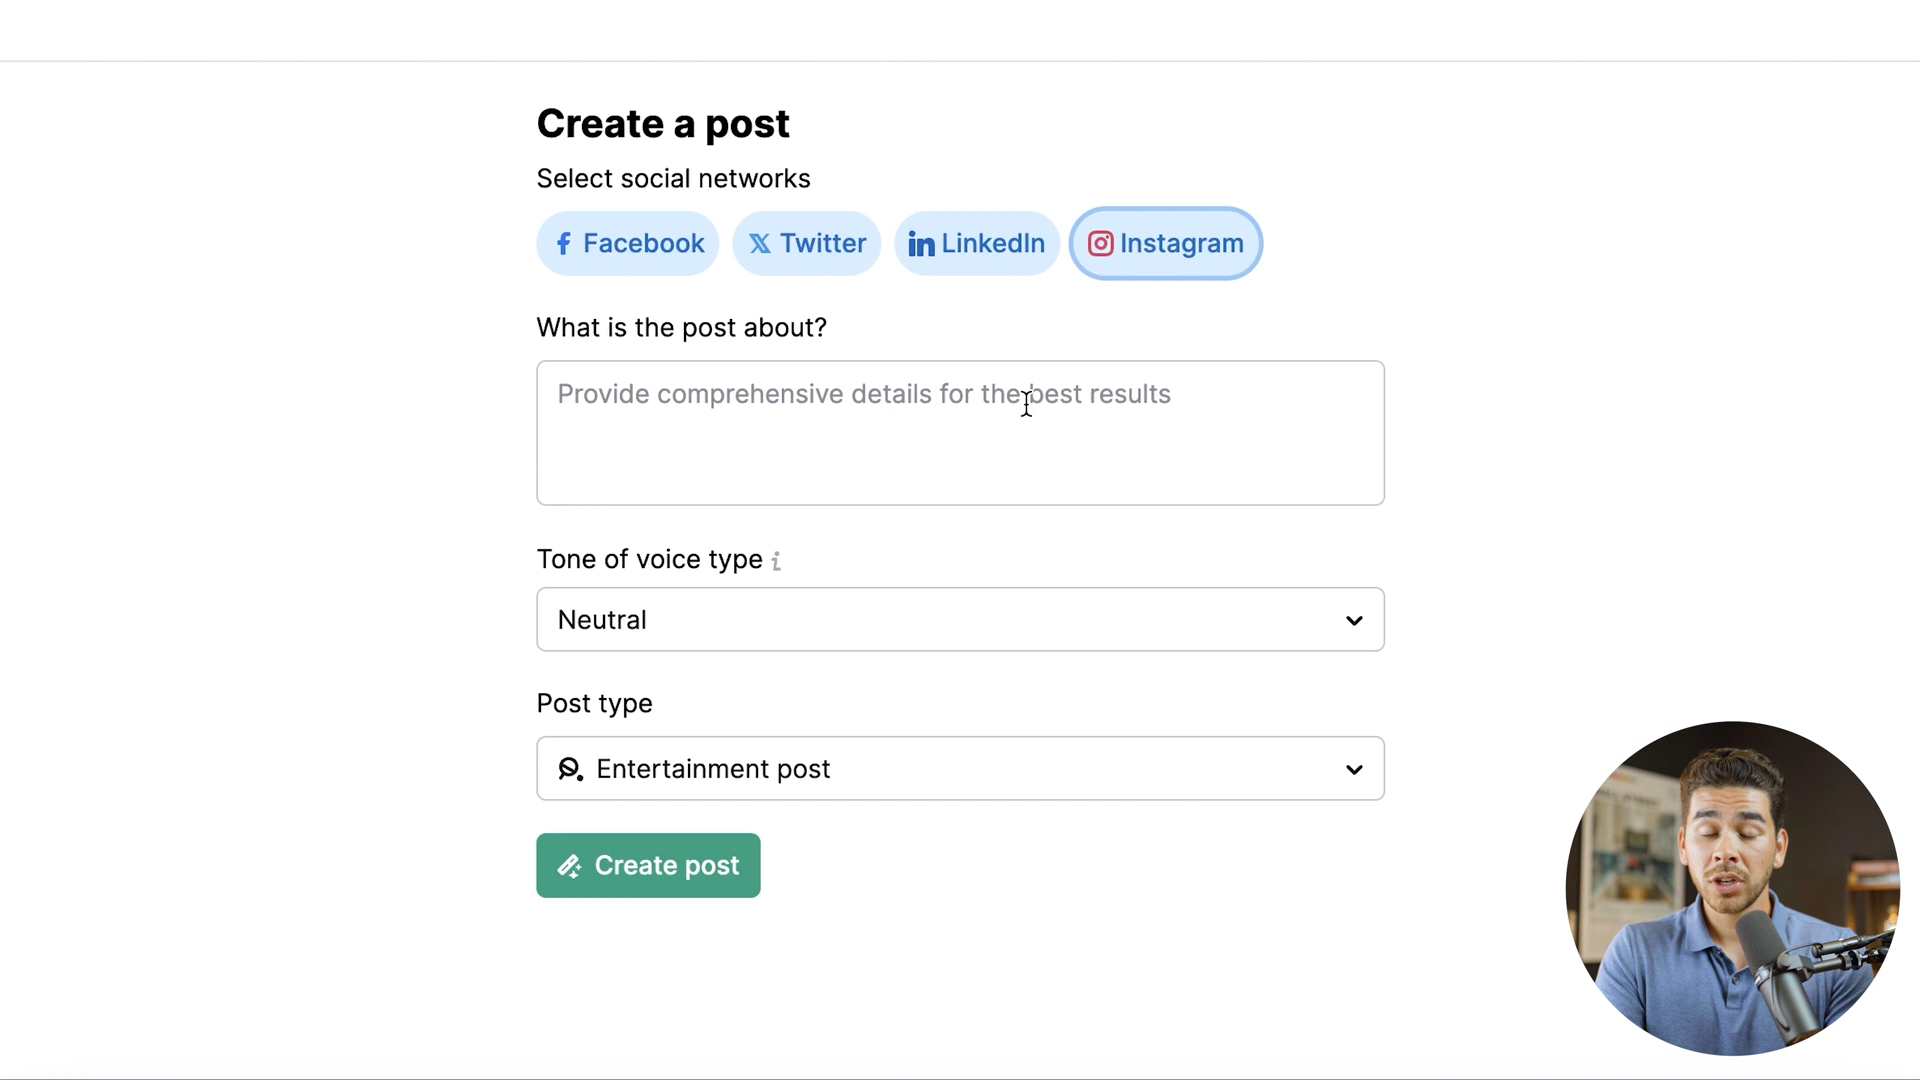 Create a post
Select social networks
Facebook
Twitter
LinkedIn
Instagram
What is the post about?
Provide comprehensive details for the best results
Tone of voice type i
Neutral
Post type
Entertainment post
Create post